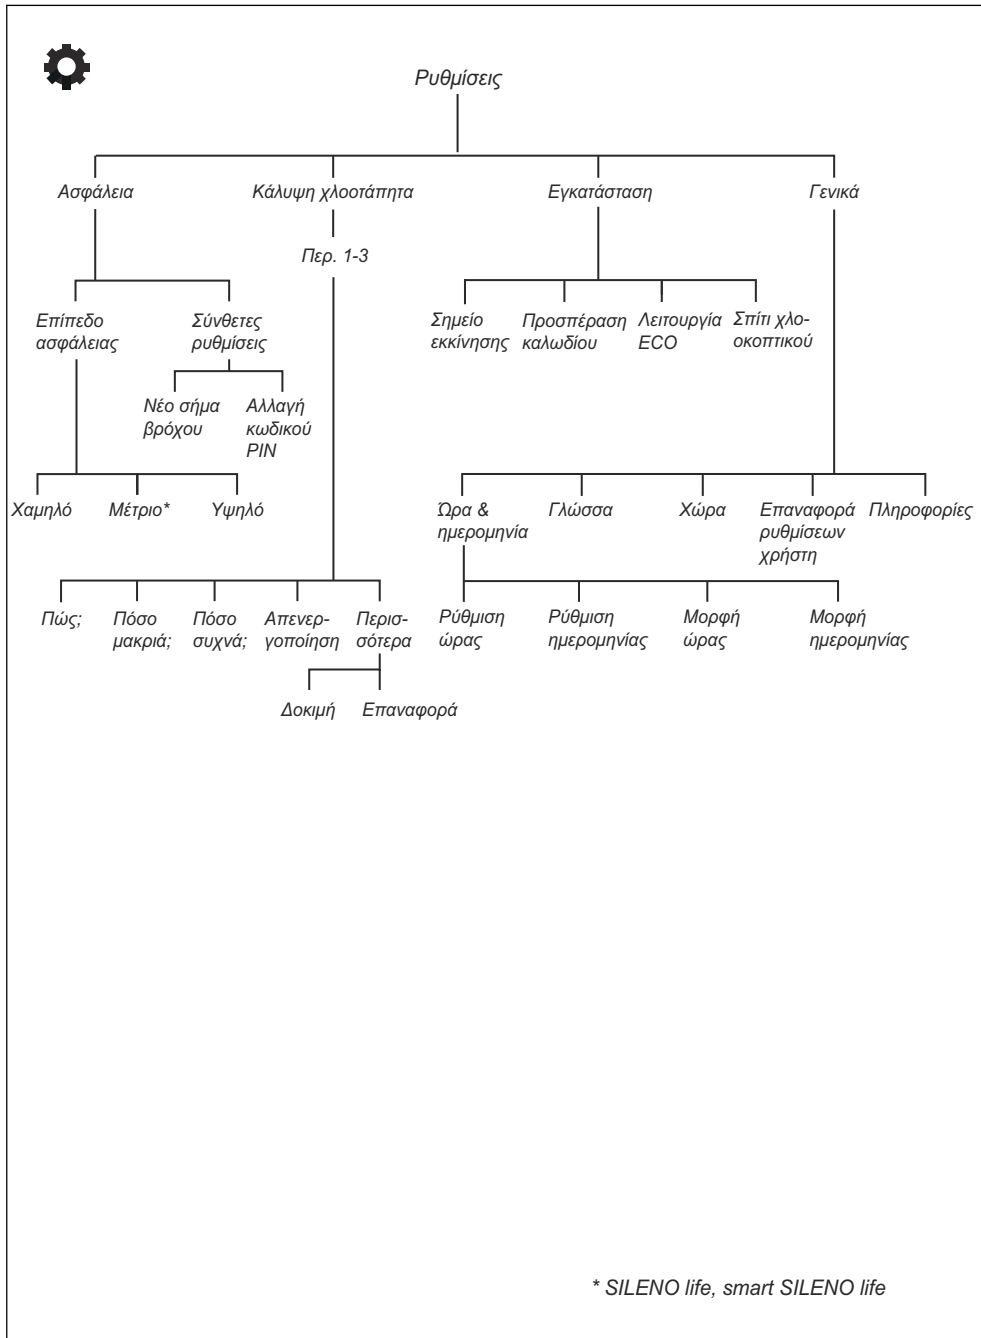 Ρυθμίσεις
Ασφάλεια
Κάλυψη χλοοτάπητα
Εγκατάσταση
Γενικά
Περ. 1-3
Επίπεδο
ασφάλειας
Σύνθετες
ρυθμίσεις
Σημείο
εκκίνησης
Προσπέραση
καλωδίου
Λειτουργία
ECO
Σπίτι χλο-
οκοπτικού
Νέο σήμα
βρόχου
Αλλαγή
κωδικού
PIN
Χαμηλό
Μέτριο*
Υψηλό
Ώρα &
ημερομηνία
Γλώσσα
Χώρα
Επαναφορά
ρυθμίσεων
χρήστη
Πληροφορίες
Πώς;
Πόσο
μακριά;
Πόσο
συχνά;
Απενερ-
γοποίηση
Περισ-
σότερα
Ρύθμιση
ώρας
Ρύθμιση
ημερομηνίας
Μορφή
ώρας
Μορφή
ημερομηνίας
Δοκιμή
Επαναφορά
* SILENO life, smart SILENO life